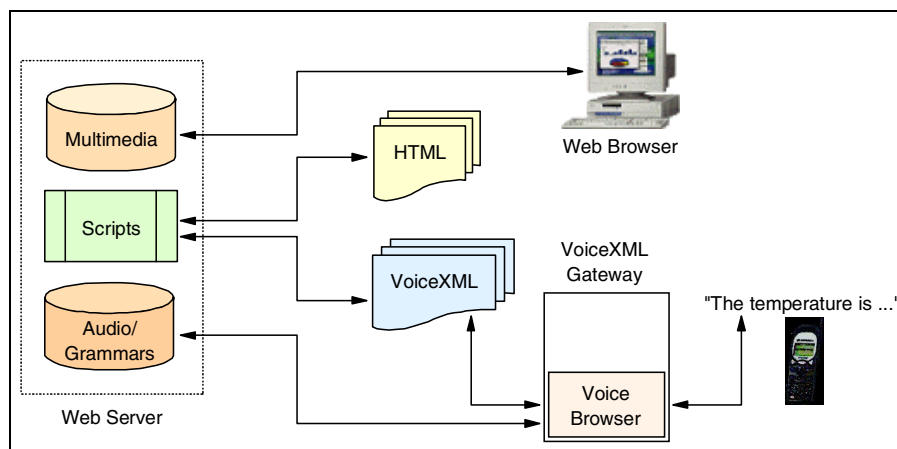 Multimedia
Web Browser
HTML
Scripts
VoiceXML
VoiceXML
Gateway
"The temperature is ..."
Audio/
Grammars
Voice
Browser
Web Server